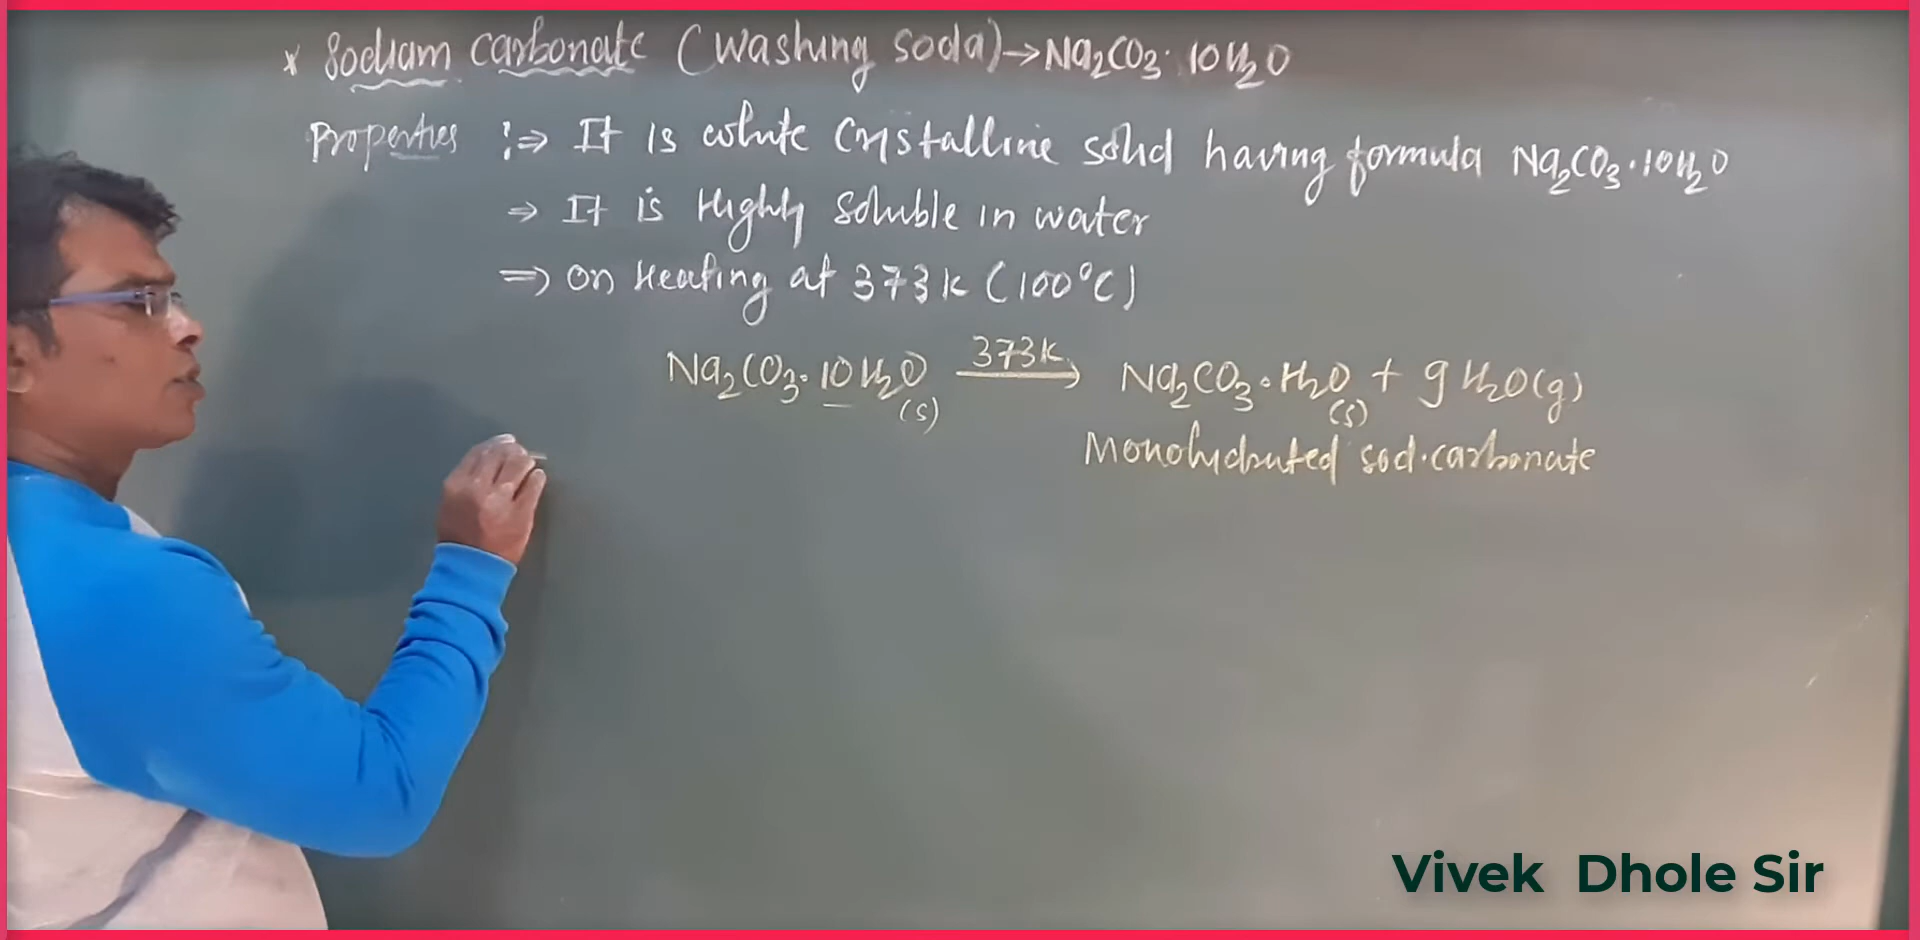 * Sodium carbonate (Washing soda) → Na₂CO₃·10H₂O
Properties :⇒ It is white Crystalline solid having formula Na₂CO₃·10H₂O
⇒ It is Highly soluble in water
⇒ on Heating at 373K (100°C)
Na₂CO₃·10H₂O(s) 373K→ Na₂CO₃·H₂O(s) + 9H₂O(g)
Monohydrated sod.carbonate
Vivek Dhole Sir